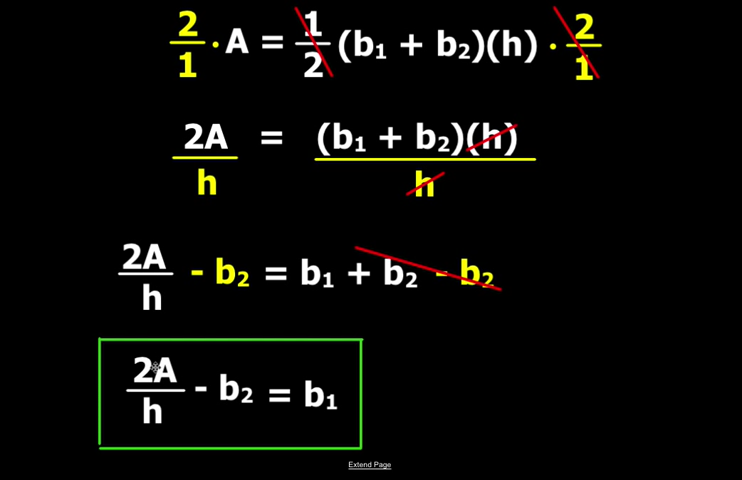 2/1 · A = 1/2 (b₁ + b₂)(h) · 2/1
2A/h = (b₁ + b₂)(h)/h
2A/h - b₂ = b₁ + b₂ - b₂
2A/h - b₂ = b₁
Extend Page